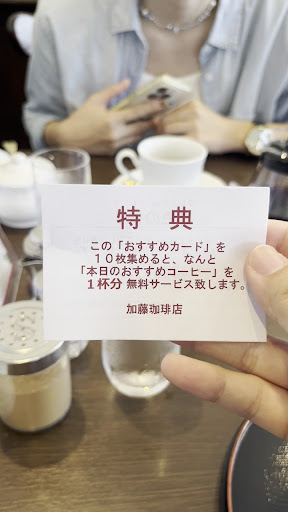 特 典
この「おすすめカード」を
１０枚集めると、なんと
「本日のおすすめコーヒー」を
１杯分 無料サービス致します。
加藤珈琲店